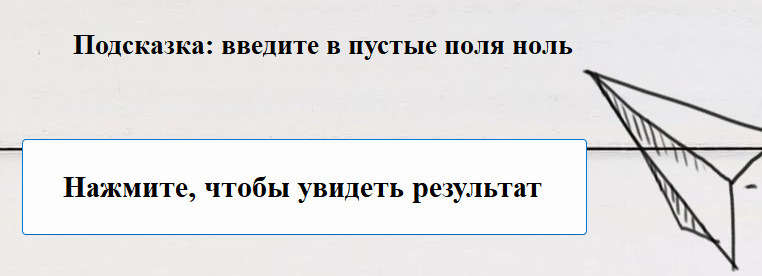 Подсказка: введите в пустые поля ноль
Нажмите, чтобы увидеть результат